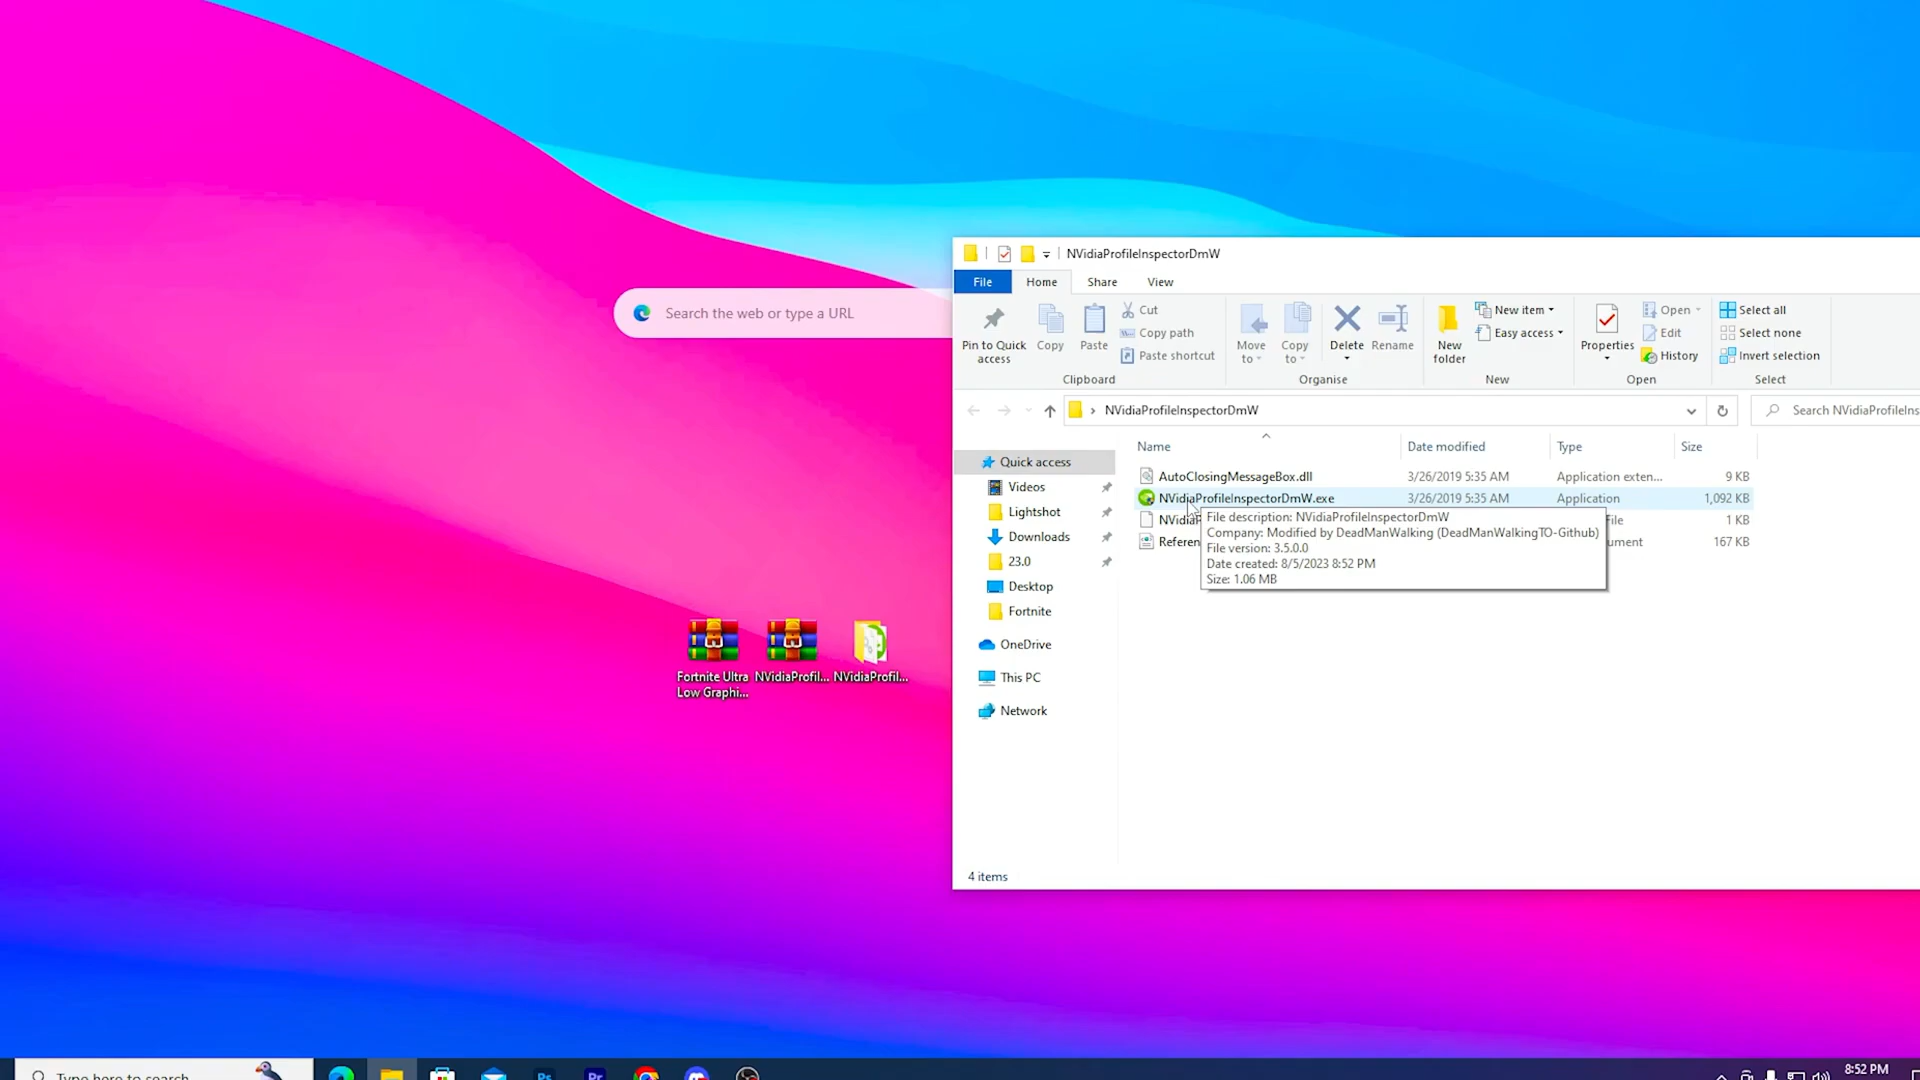 NVidiaProfileInspectorDmW
File
Home
Share
View
Search the web or type a URL
Pin to Quick access
Copy
Paste
Cut
Copy path
Paste shortcut
Move to
Copy to
Delete
Rename
New folder
New item
Easy access
Properties
Open
Edit
History
Select all
Select none
Invert selection
Clipboard
Organise
New
Open
Select
NVidiaProfileInspectorDmW
Search NVidiaProfileIns
Name
Date modified
Type
Size
Quick access
Videos
Lightshot
Downloads
23.0
Desktop
Fortnite
OneDrive
This PC
Network
AutoClosingMessageBox.dll 3/26/2019 5:35 AM Application exten... 9 KB
NVidiaProfileInspectorDmW.exe 3/26/2019 5:35 AM Application 1,092 KB
NVidiaP File 1 KB
Referen ument 167 KB
File description: NVidiaProfileInspectorDmW
Company: Modified by DeadManWalking (DeadManWalkingTO-Github)
File version: 3.5.0.0
Date created: 8/5/2023 8:52 PM
Size: 1.06 MB
Fortnite Ultra
Low Graphi...
NVidiaProfil...
NVidiaProfil...
4 items
Type here to search
Ps
Pr
8:52 PM